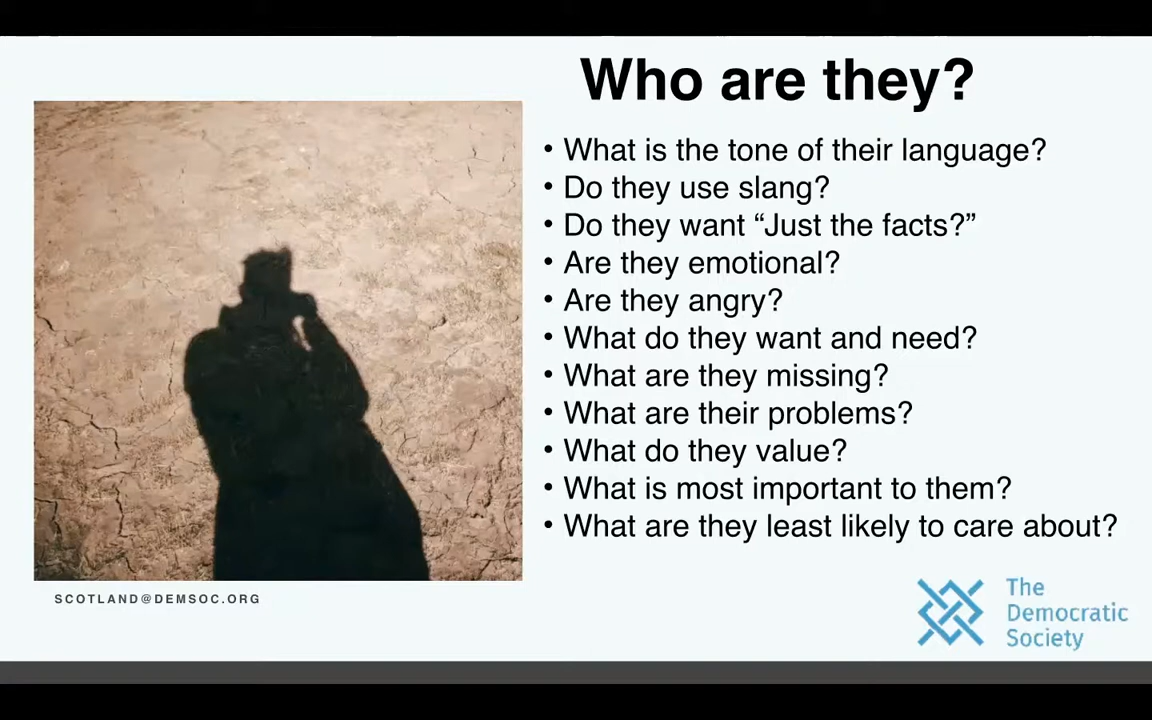 Who are they?
• What is the tone of their language?
• Do they use slang?
• Do they want “Just the facts?”
• Are they emotional?
• Are they angry?
• What do they want and need?
• What are they missing?
• What are their problems?
• What do they value?
• What is most important to them?
• What are they least likely to care about?
SCOTLAND@DEMSOC.ORG
The
Democratic
Society